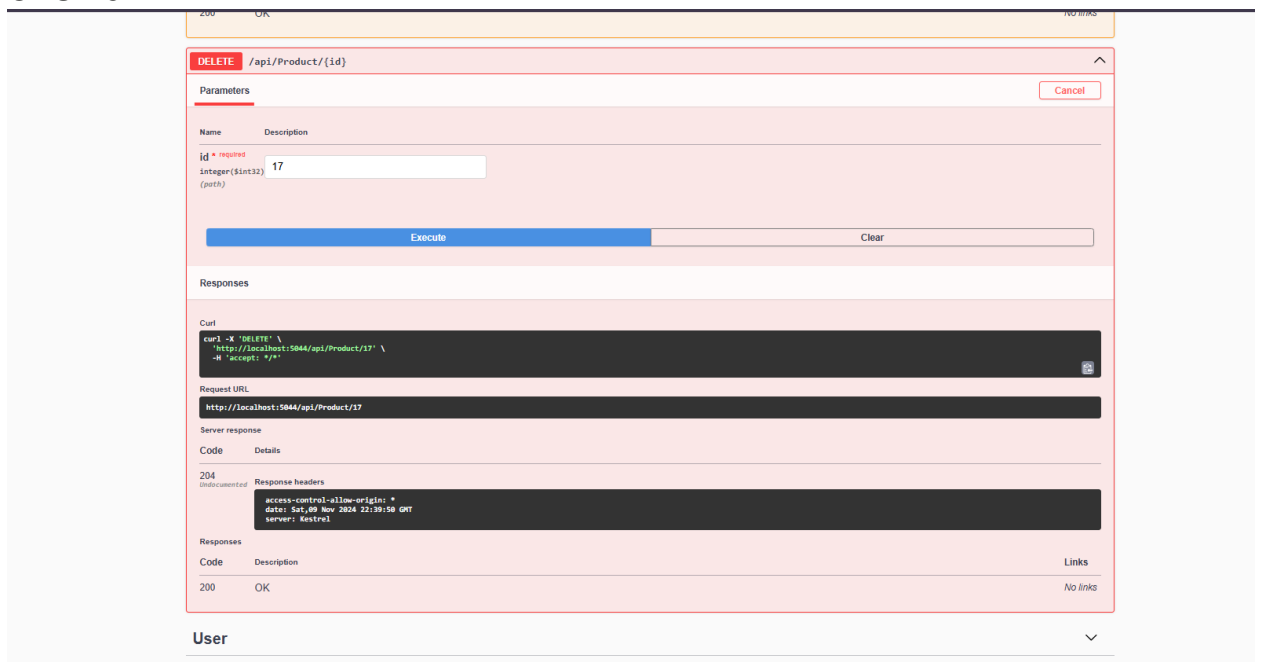 200 OK No links
DELETE /api/Product/{id}
Parameters Cancel
Name Description
id * required
integer($int32)
(path)
17
Execute Clear
Responses
Curl
curl -X 'DELETE' \
'http://localhost:5044/api/Product/17' \
-H 'accept: */*'
Request URL
http://localhost:5044/api/Product/17
Server response
Code Details
204
Undocumented
Response headers
access-control-allow-origin: *
date: Sat,09 Nov 2024 22:39:50 GMT
server: Kestrel
Responses
Code Description Links
200 OK No links
User